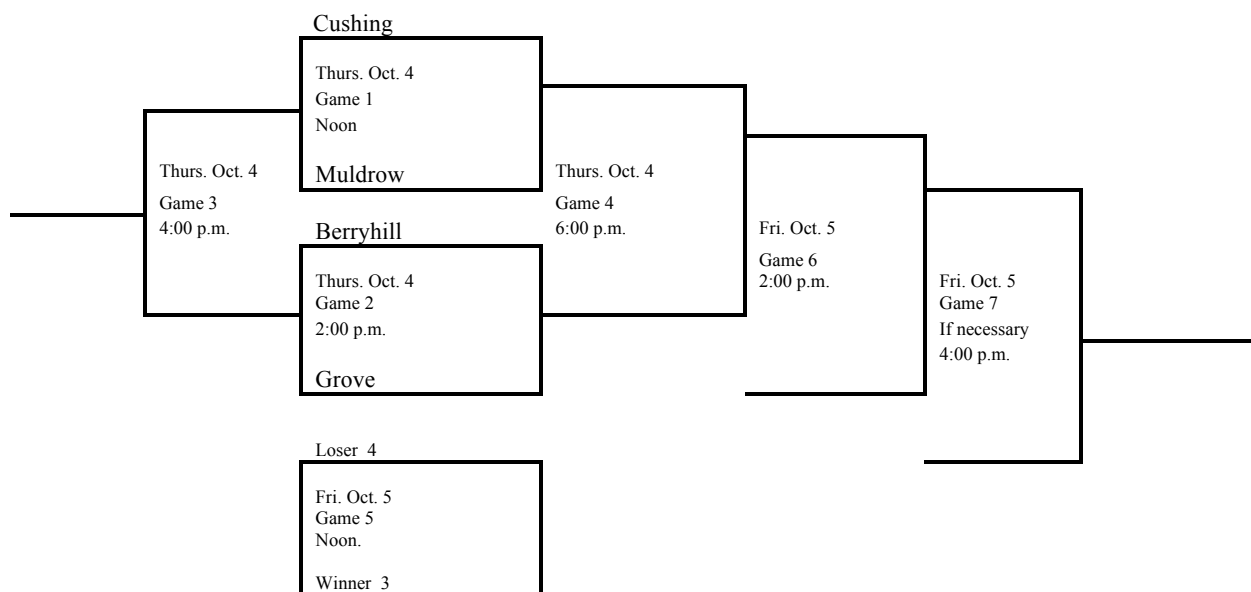 Cushing
Thurs. Oct. 4
Game 1
Noon
Muldrow
Thurs. Oct. 4
Game 3
4:00 p.m.
Thurs. Oct. 4
Game 4
6:00 p.m.
Berryhill
Thurs. Oct. 4
Game 2
2:00 p.m.
Grove
Fri. Oct. 5
Game 6
2:00 p.m.
Fri. Oct. 5
Game 7
If necessary
4:00 p.m.
Loser 4
Fri. Oct. 5
Game 5
Noon.
Winner 3